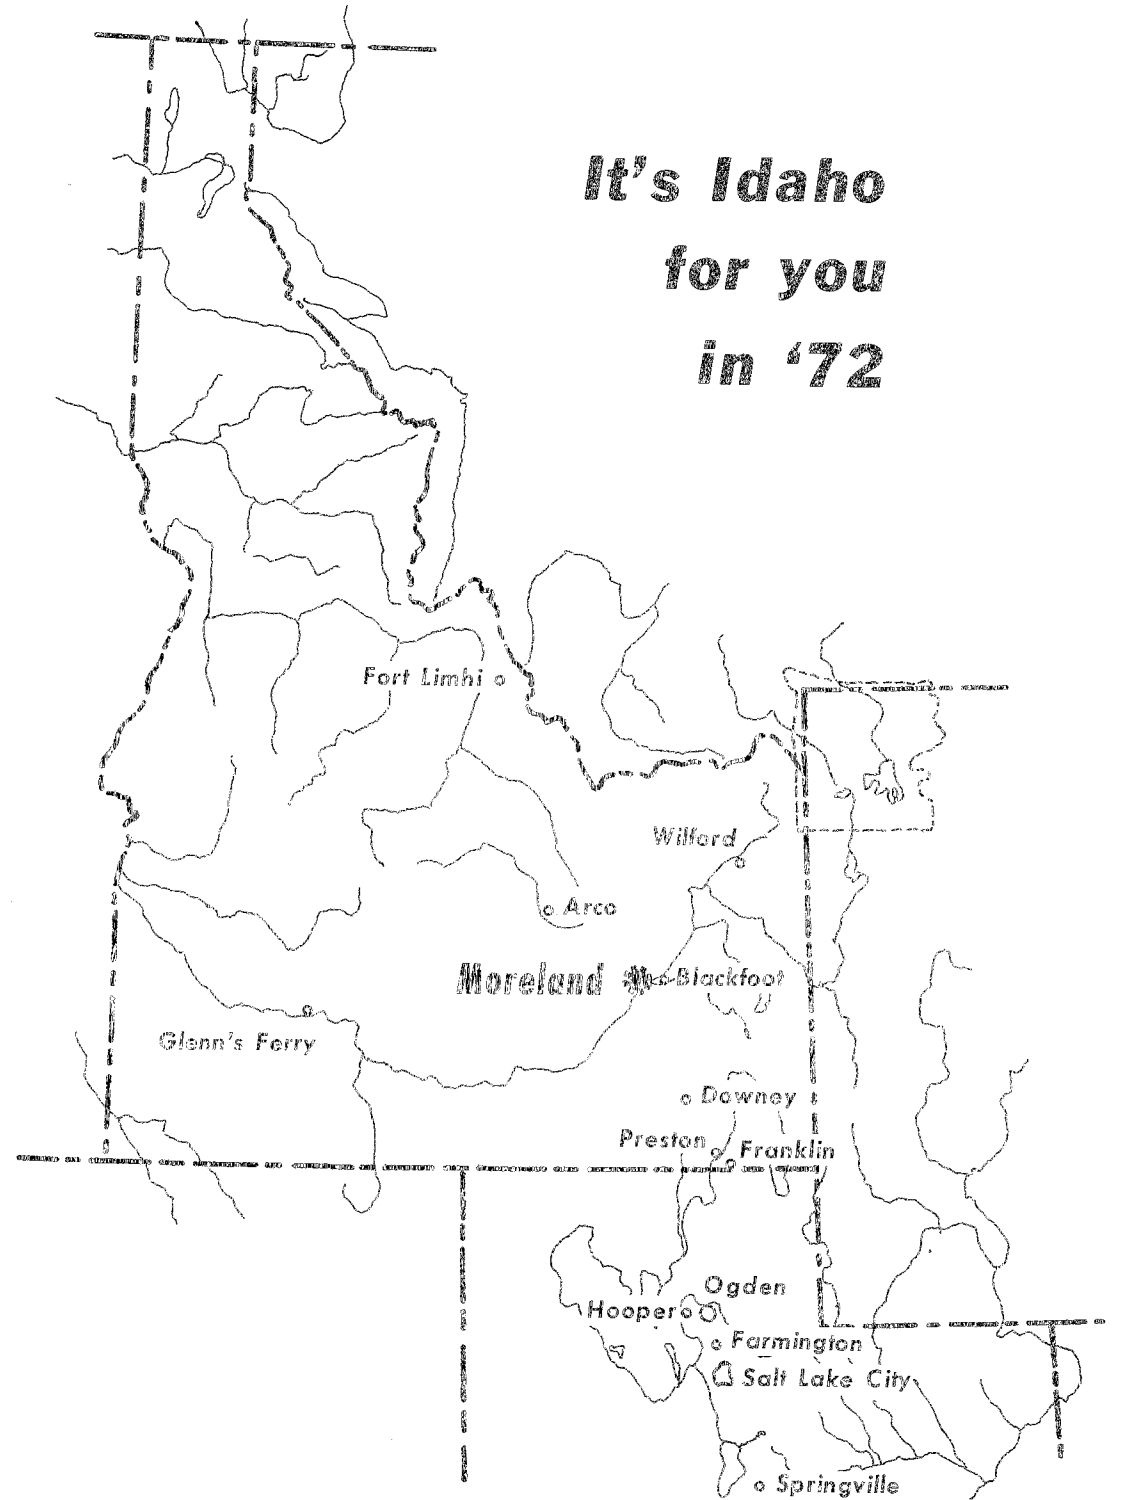 It's Idaho
for you
in '72
Fort Limhi
Wilford
Arco
Moreland
Blackfoot
Glenn's Ferry
Downey
Preston
Franklin
Ogden
Hooper
Farmington
Salt Lake City
Springville